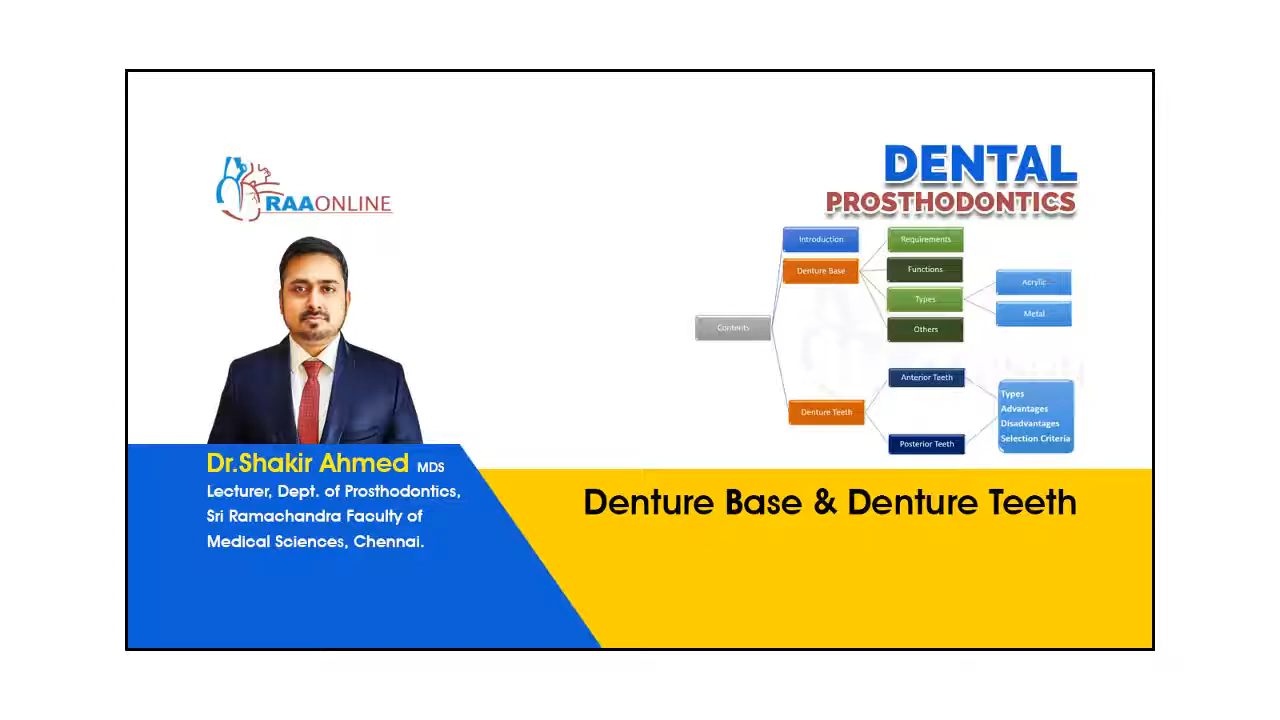 RAAONLINE
DENTAL
PROSTHODONTICS
Contents
Introduction
Denture Base
Requirements
Functions
Types
Others
Acrylic
Metal
Denture Teeth
Anterior Teeth
Posterior Teeth
Types
Advantages
Disadvantages
Selection Criteria
Dr.Shakir Ahmed MDS
Lecturer, Dept. of Prosthodontics,
Sri Ramachandra Faculty of
Medical Sciences, Chennai.
Denture Base & Denture Teeth